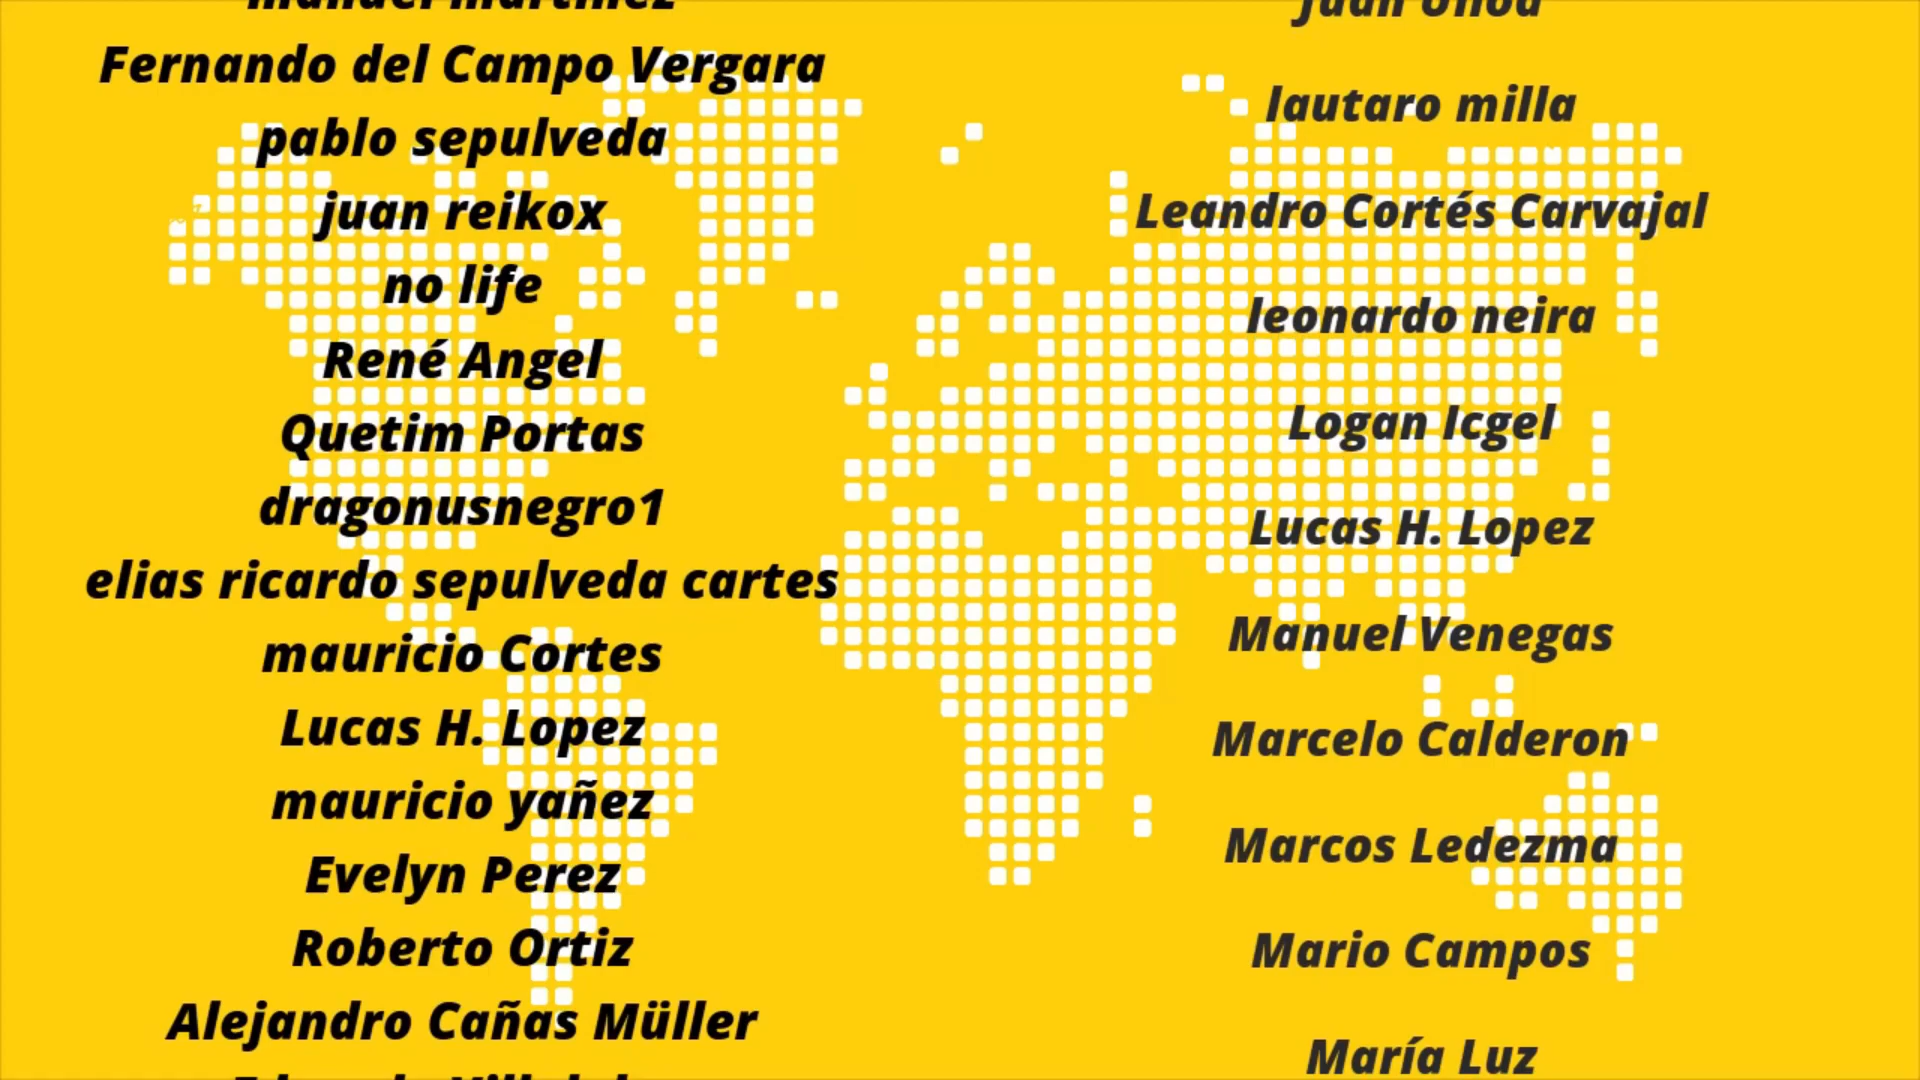 manuel martinez
Fernando del Campo Vergara
pablo sepulveda
juan reikox
no life
René Angel
Quetim Portas
dragonusnegro1
elias ricardo sepulveda cartes
mauricio Cortes
Lucas H. Lopez
mauricio yañez
Evelyn Perez
Roberto Ortiz
Alejandro Cañas Müller
lautaro milla
Leandro Cortés Carvajal
leonardo neira
Logan Icgel
Lucas H. Lopez
Manuel Venegas
Marcelo Calderon
Marcos Ledezma
Mario Campos
María Luz